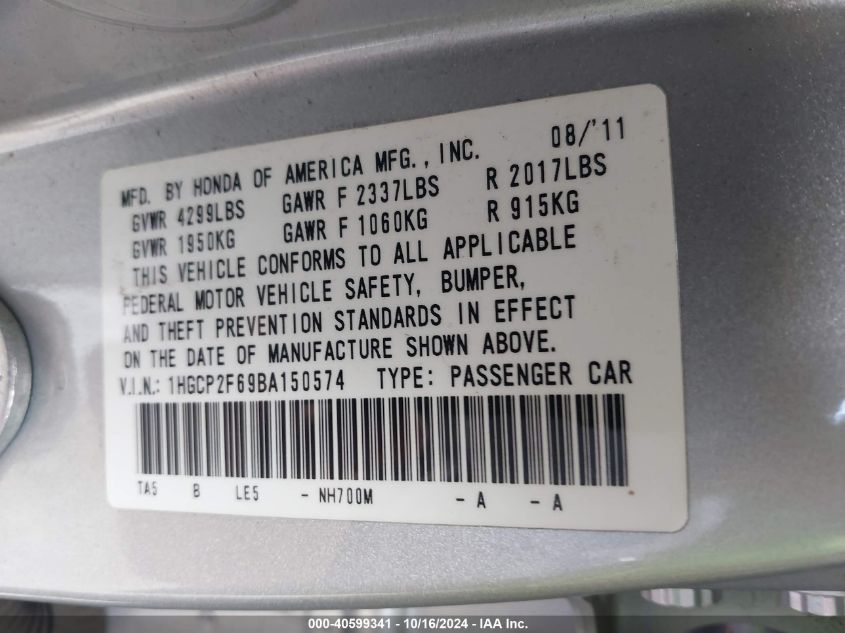 MFD. BY HONDA OF AMERICA MFG., INC. 08/'11
GVWR 4299LBS GAWR F 2337LBS R 2017LBS
GVWR 1950KG GAWR F 1060KG R 915KG
THIS VEHICLE CONFORMS TO ALL APPLICABLE
FEDERAL MOTOR VEHICLE SAFETY, BUMPER,
AND THEFT PREVENTION STANDARDS IN EFFECT
ON THE DATE OF MANUFACTURE SHOWN ABOVE.
V.I.N.: 1HGCP2F69BA150574 TYPE: PASSENGER CAR
TA5 B LE5 - NH700M - A - A
000-40599341 - 10/16/2024 - IAA Inc.